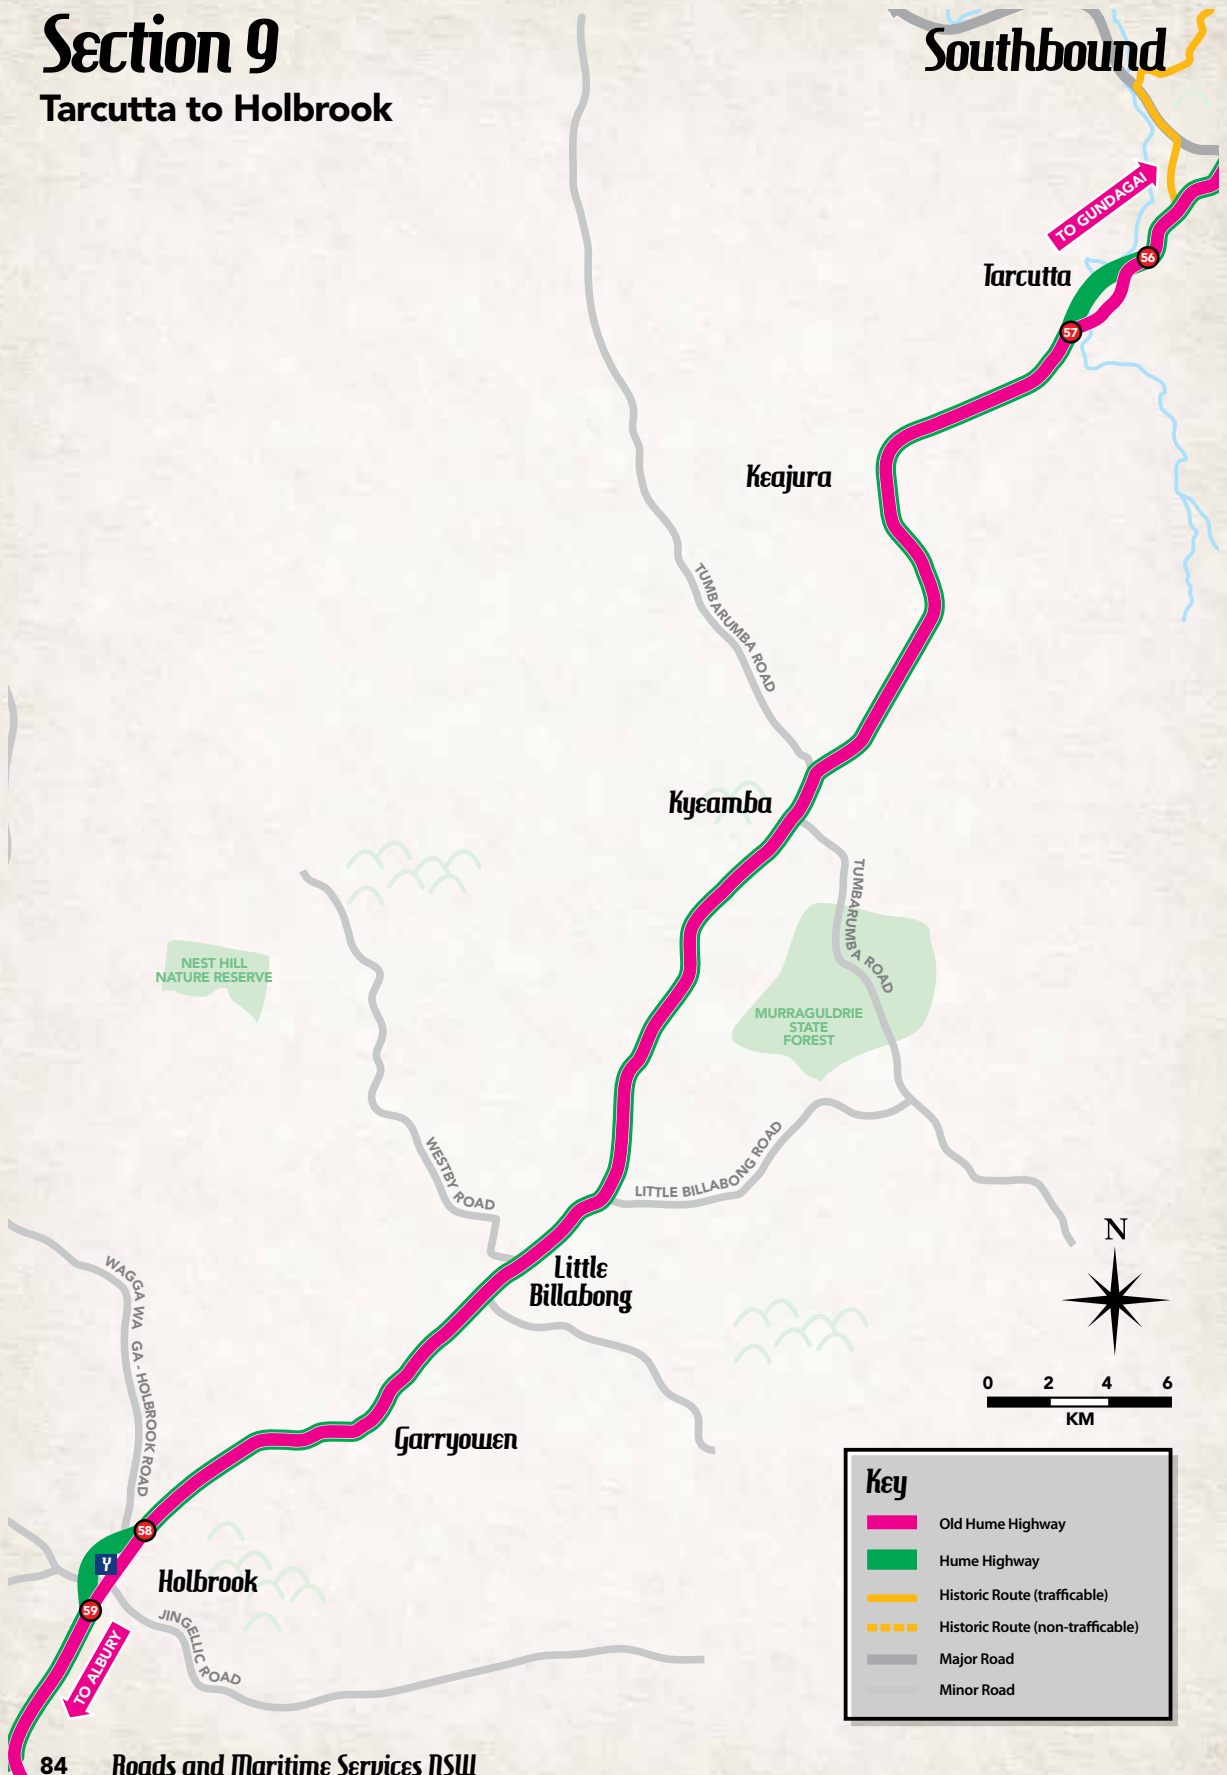 Section 9
Southbound
Tarcutta to Holbrook
TO GUNDAGAI
56
Tarcutta
57
Keajura
TUMBARUMBA ROAD
Kyeamba
TUMBARUMBA ROAD
NEST HILL
NATURE RESERVE
MURRAGULDRIE
STATE
FOREST
WESTBY ROAD
LITTLE BILLABONG ROAD
N
Little
Billabong
WAGGA WA GA - HOLBROOK ROAD
0 2 4 6
KM
Garryowen
Key
Old Hume Highway
Hume Highway
Historic Route (trafficable)
Historic Route (non-trafficable)
Major Road
Minor Road
58
Y
Holbrook
59
JINGELLIC ROAD
TO ALBURY
84 Roads and Maritime Services NSW